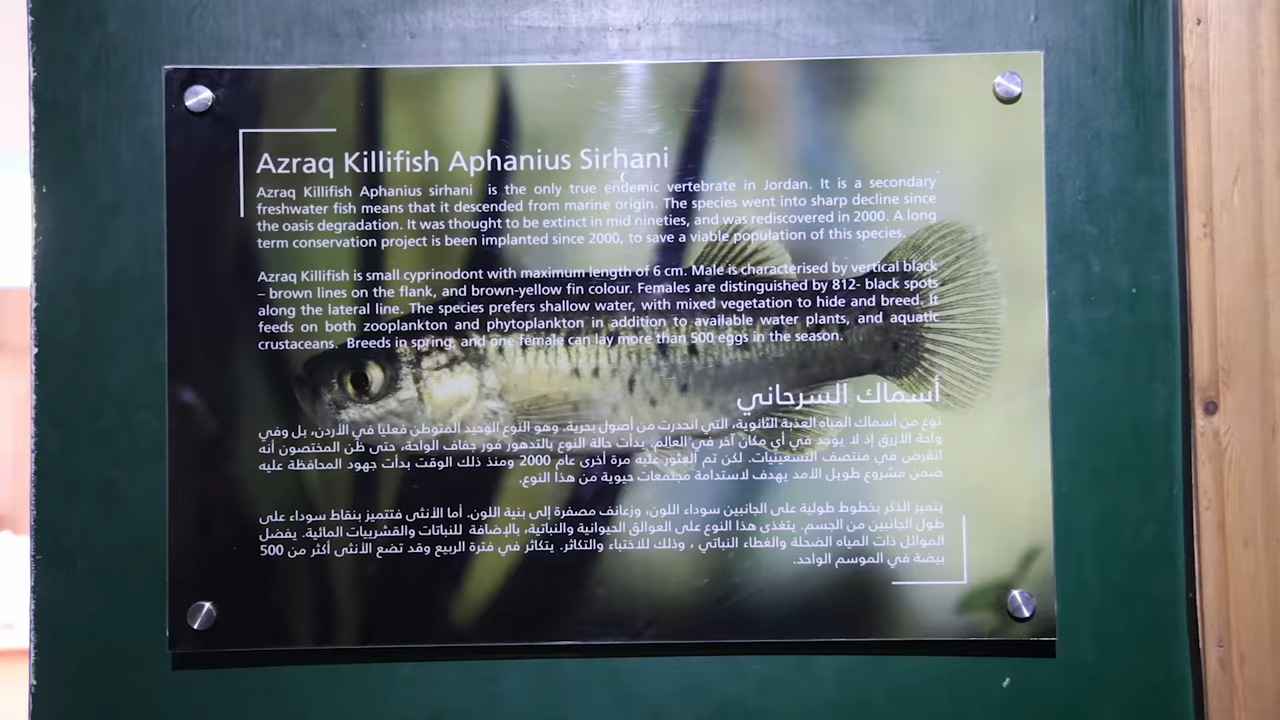 Azraq Killifish Aphanius Sirhani
Azraq Killifish Aphanius sirhani is the only true endemic vertebrate in Jordan. It is a secondary
freshwater fish means that it descended from marine origin. The species went into sharp decline since
the oasis degradation. It was thought to be extinct in mid nineties, and was rediscovered in 2000. A long
term conservation project is been implanted since 2000, to save a viable population of this species.
Azraq Killifish is small cyprinodont with maximum length of 6 cm. Male is characterised by vertical black
– brown lines on the flank, and brown-yellow fin colour. Females are distinguished by 812- black spots
along the lateral line. The species prefers shallow water, with mixed vegetation to hide and breed. It
feeds on both zooplankton and phytoplankton in addition to available water plants, and aquatic
crustaceans. Breeds in spring, and one female can lay more than 500 eggs in the season.
أسماك السرحاني
نوع من أسماك المياه العذبة الثانوية، التي انحدرت من أصول بحرية. وهو النوع الوحيد المتوطن فعليا في الأردن، بل وفي
واحة الأزرق إذ لا يوجد في أي مكان آخر في العالم. بدأت حالة النوع بالتدهور فور جفاف الواحة، حتى ظن المختصون أنه
انقرض في منتصف التسعينيات. لكن تم العثور عليه مرة أخرى عام 2000 ومنذ ذلك الوقت بدأت جهود المحافظة عليه
ضمن مشروع طويل الأمد يهدف لاستدامة مجتمعات حيوية من هذا النوع.
يتميز الذكر بخطوط طولية على الجانبين سوداء اللون، وزعانف مصفرة إلى بنية اللون. أما الأنثى فتتميز بنقاط سوداء على
طول الجانبين من الجسم. يتغذى هذا النوع على العوالق الحيوانية والنباتية، بالإضافة للنباتات والقشريات المائية. يفضل
الموائل ذات المياه الضحلة والغطاء النباتي ، وذلك للاختباء والتكاثر. يتكاثر في فترة الربيع وقد تضع الأنثى أكثر من 500
بيضة في الموسم الواحد.